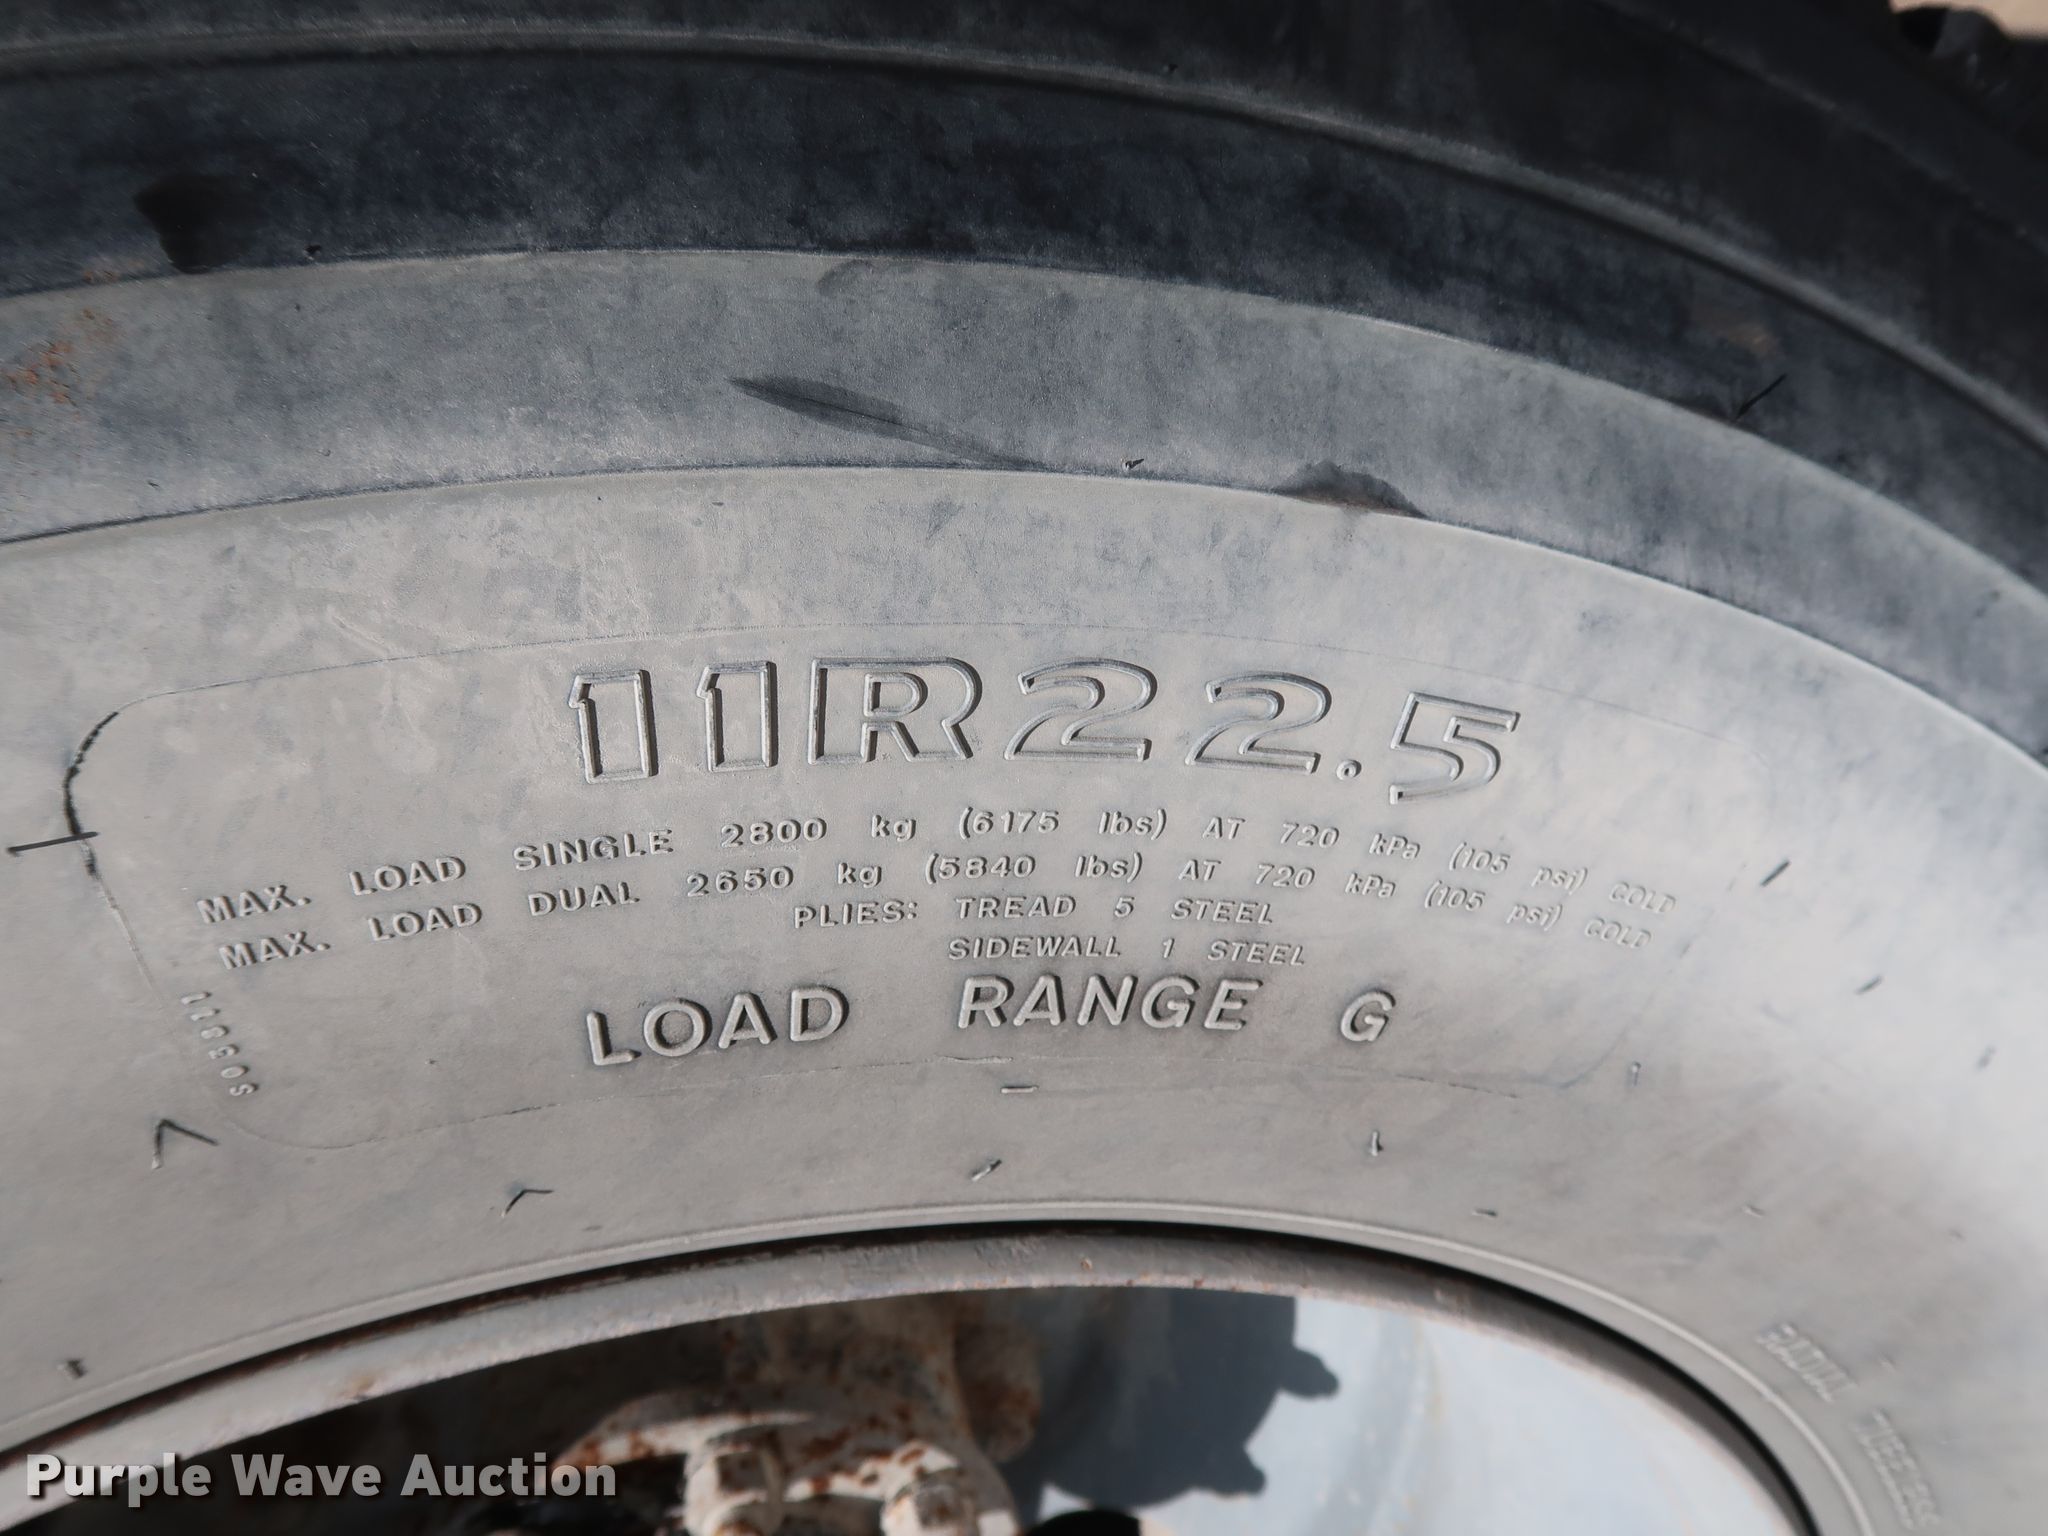 11R22.5
MAX. LOAD SINGLE 2800 kg (6175 lbs) AT 720 kPa (105 psi) COLD
MAX. LOAD DUAL 2650 kg (5840 lbs) AT 720 kPa (105 psi) COLD
PLIES: TREAD 5 STEEL
SIDEWALL 1 STEEL
LOAD RANGE G
RADIAL TUBELESS
Purple Wave Auction